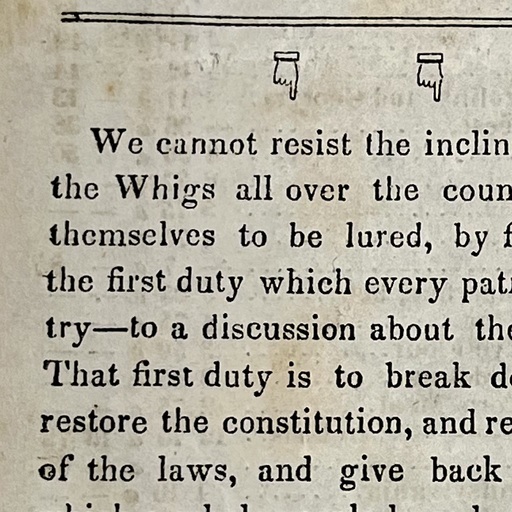 ☟ ☟
We cannot resist the inclin
the Whigs all over the coun
themselves to be lured, by f
the first duty which every pat
try—to a discussion about the
That first duty is to break d
restore the constitution, and re
of the laws, and give back